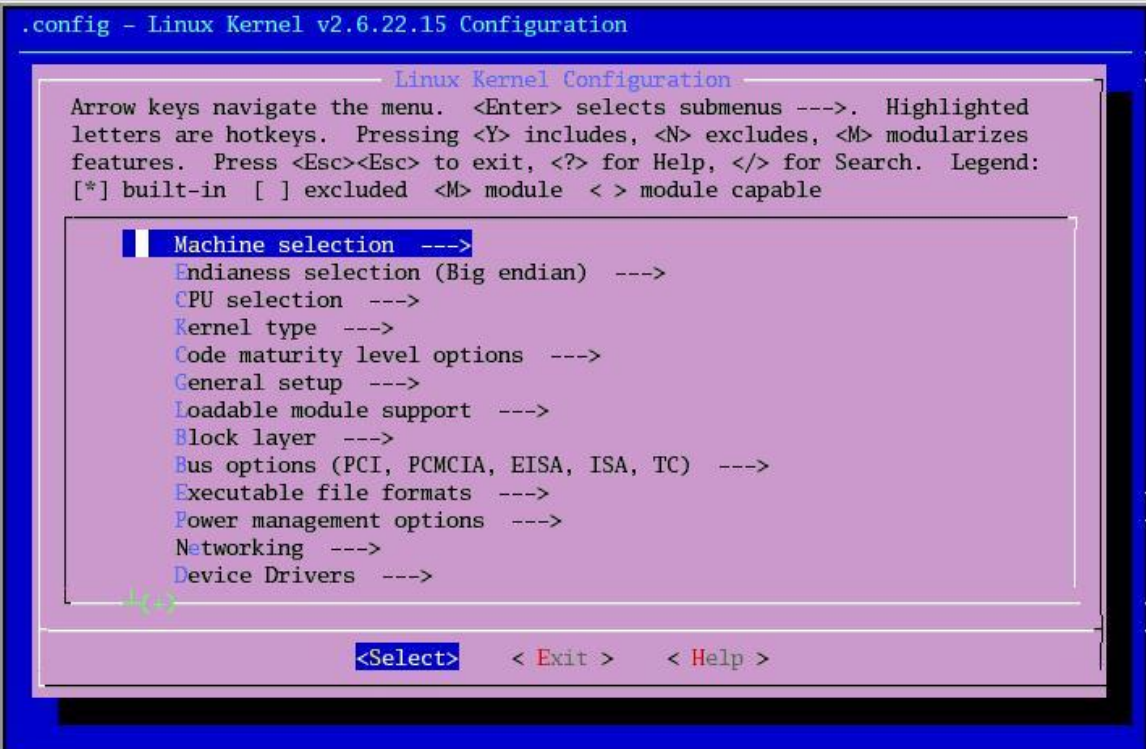 .config - Linux Kernel v2.6.22.15 Configuration
Linux Kernel Configuration
Arrow keys navigate the menu.  <Enter> selects submenus --->.  Highlighted
letters are hotkeys.  Pressing <Y> includes, <N> excludes, <M> modularizes
features.  Press <Esc><Esc> to exit, <?> for Help, </> for Search.  Legend:
[*] built-in  [ ] excluded  <M> module  < > module capable
Machine selection  --->
Endianess selection (Big endian)  --->
CPU selection  --->
Kernel type  --->
Code maturity level options  --->
General setup  --->
Loadable module support  --->
Block layer  --->
Bus options (PCI, PCMCIA, EISA, ISA, TC)  --->
Executable file formats  --->
Power management options  --->
Networking  --->
Device Drivers  --->
(+)
<Select>    < Exit >    < Help >